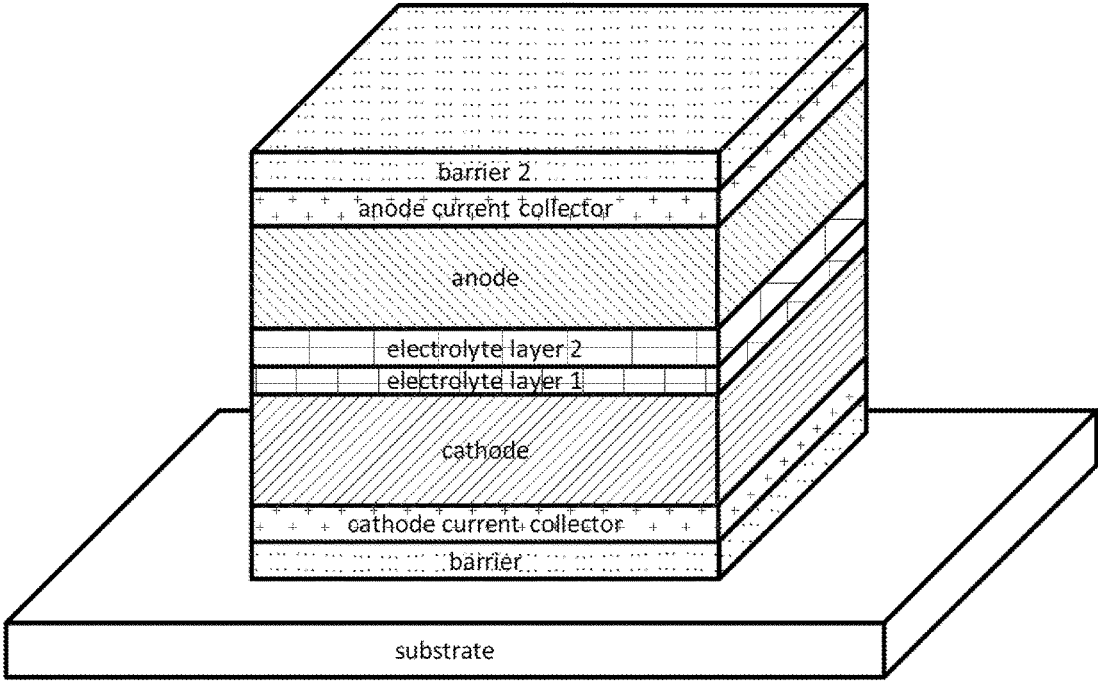 barrier 2
anode current collector
anode
electrolyte layer 2
electrolyte layer 1
cathode
cathode current collector
barrier
substrate